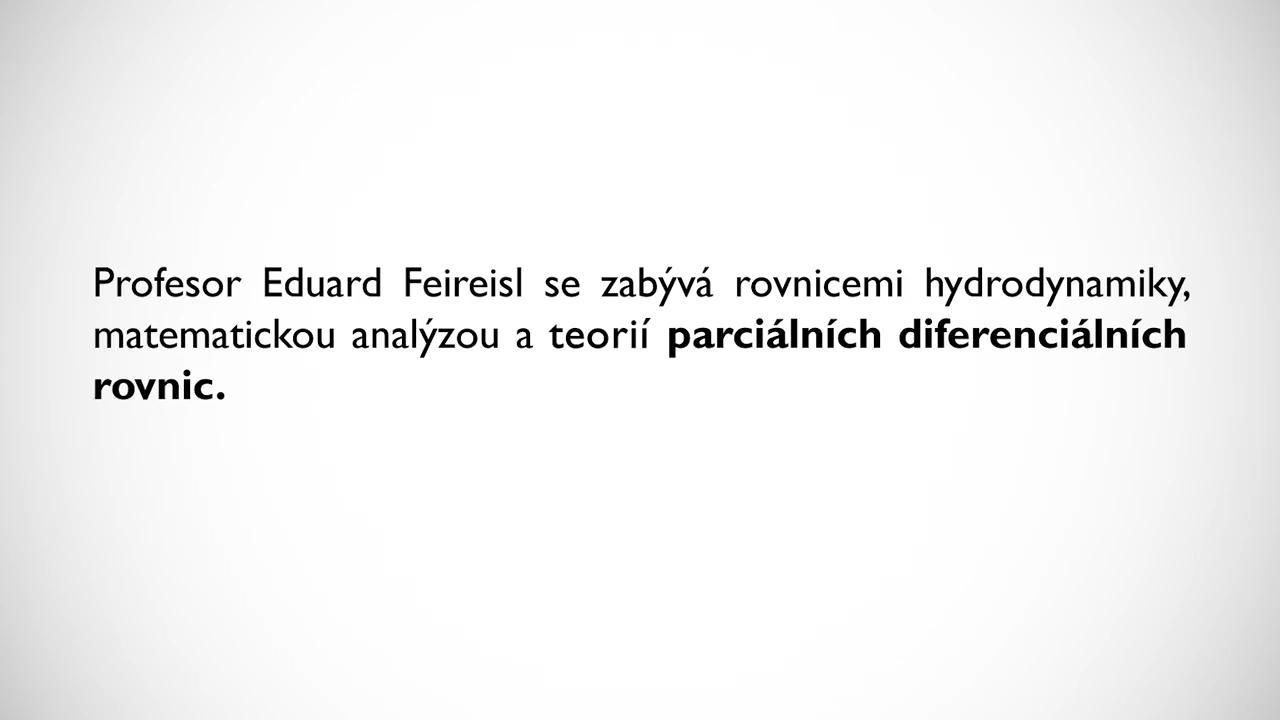 Profesor Eduard Feireisl se zabývá rovnicemi hydrodynamiky,
matematickou analýzou a teorií parciálních diferenciálních
rovnic.